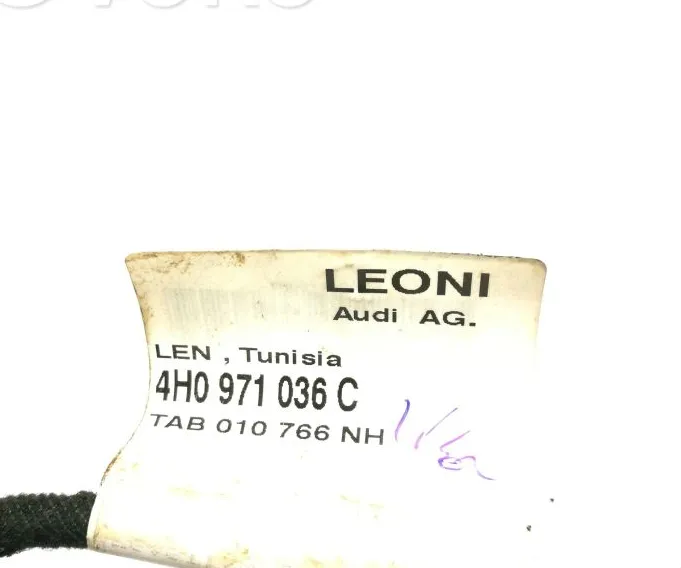 LEONI
Audi AG.
LEN , Tunisia
4H0 971 036 C
TAB 010 766 NH